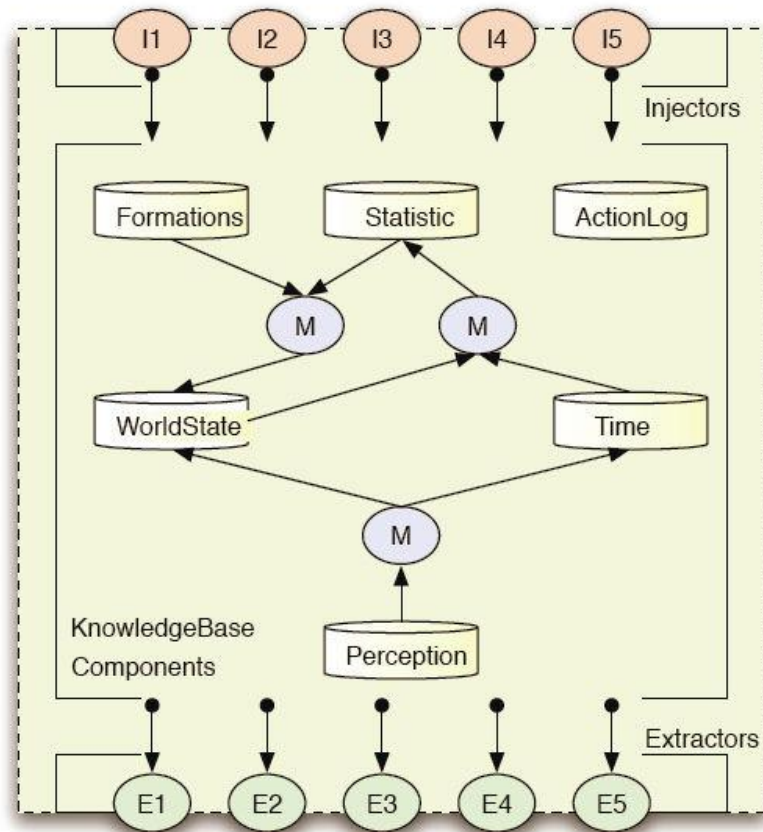 I1 I2 I3 I4 I5
Injectors
Formations Statistic ActionLog
M M
WorldState Time
M
KnowledgeBase
Components
Perception
Extractors
E1 E2 E3 E4 E5